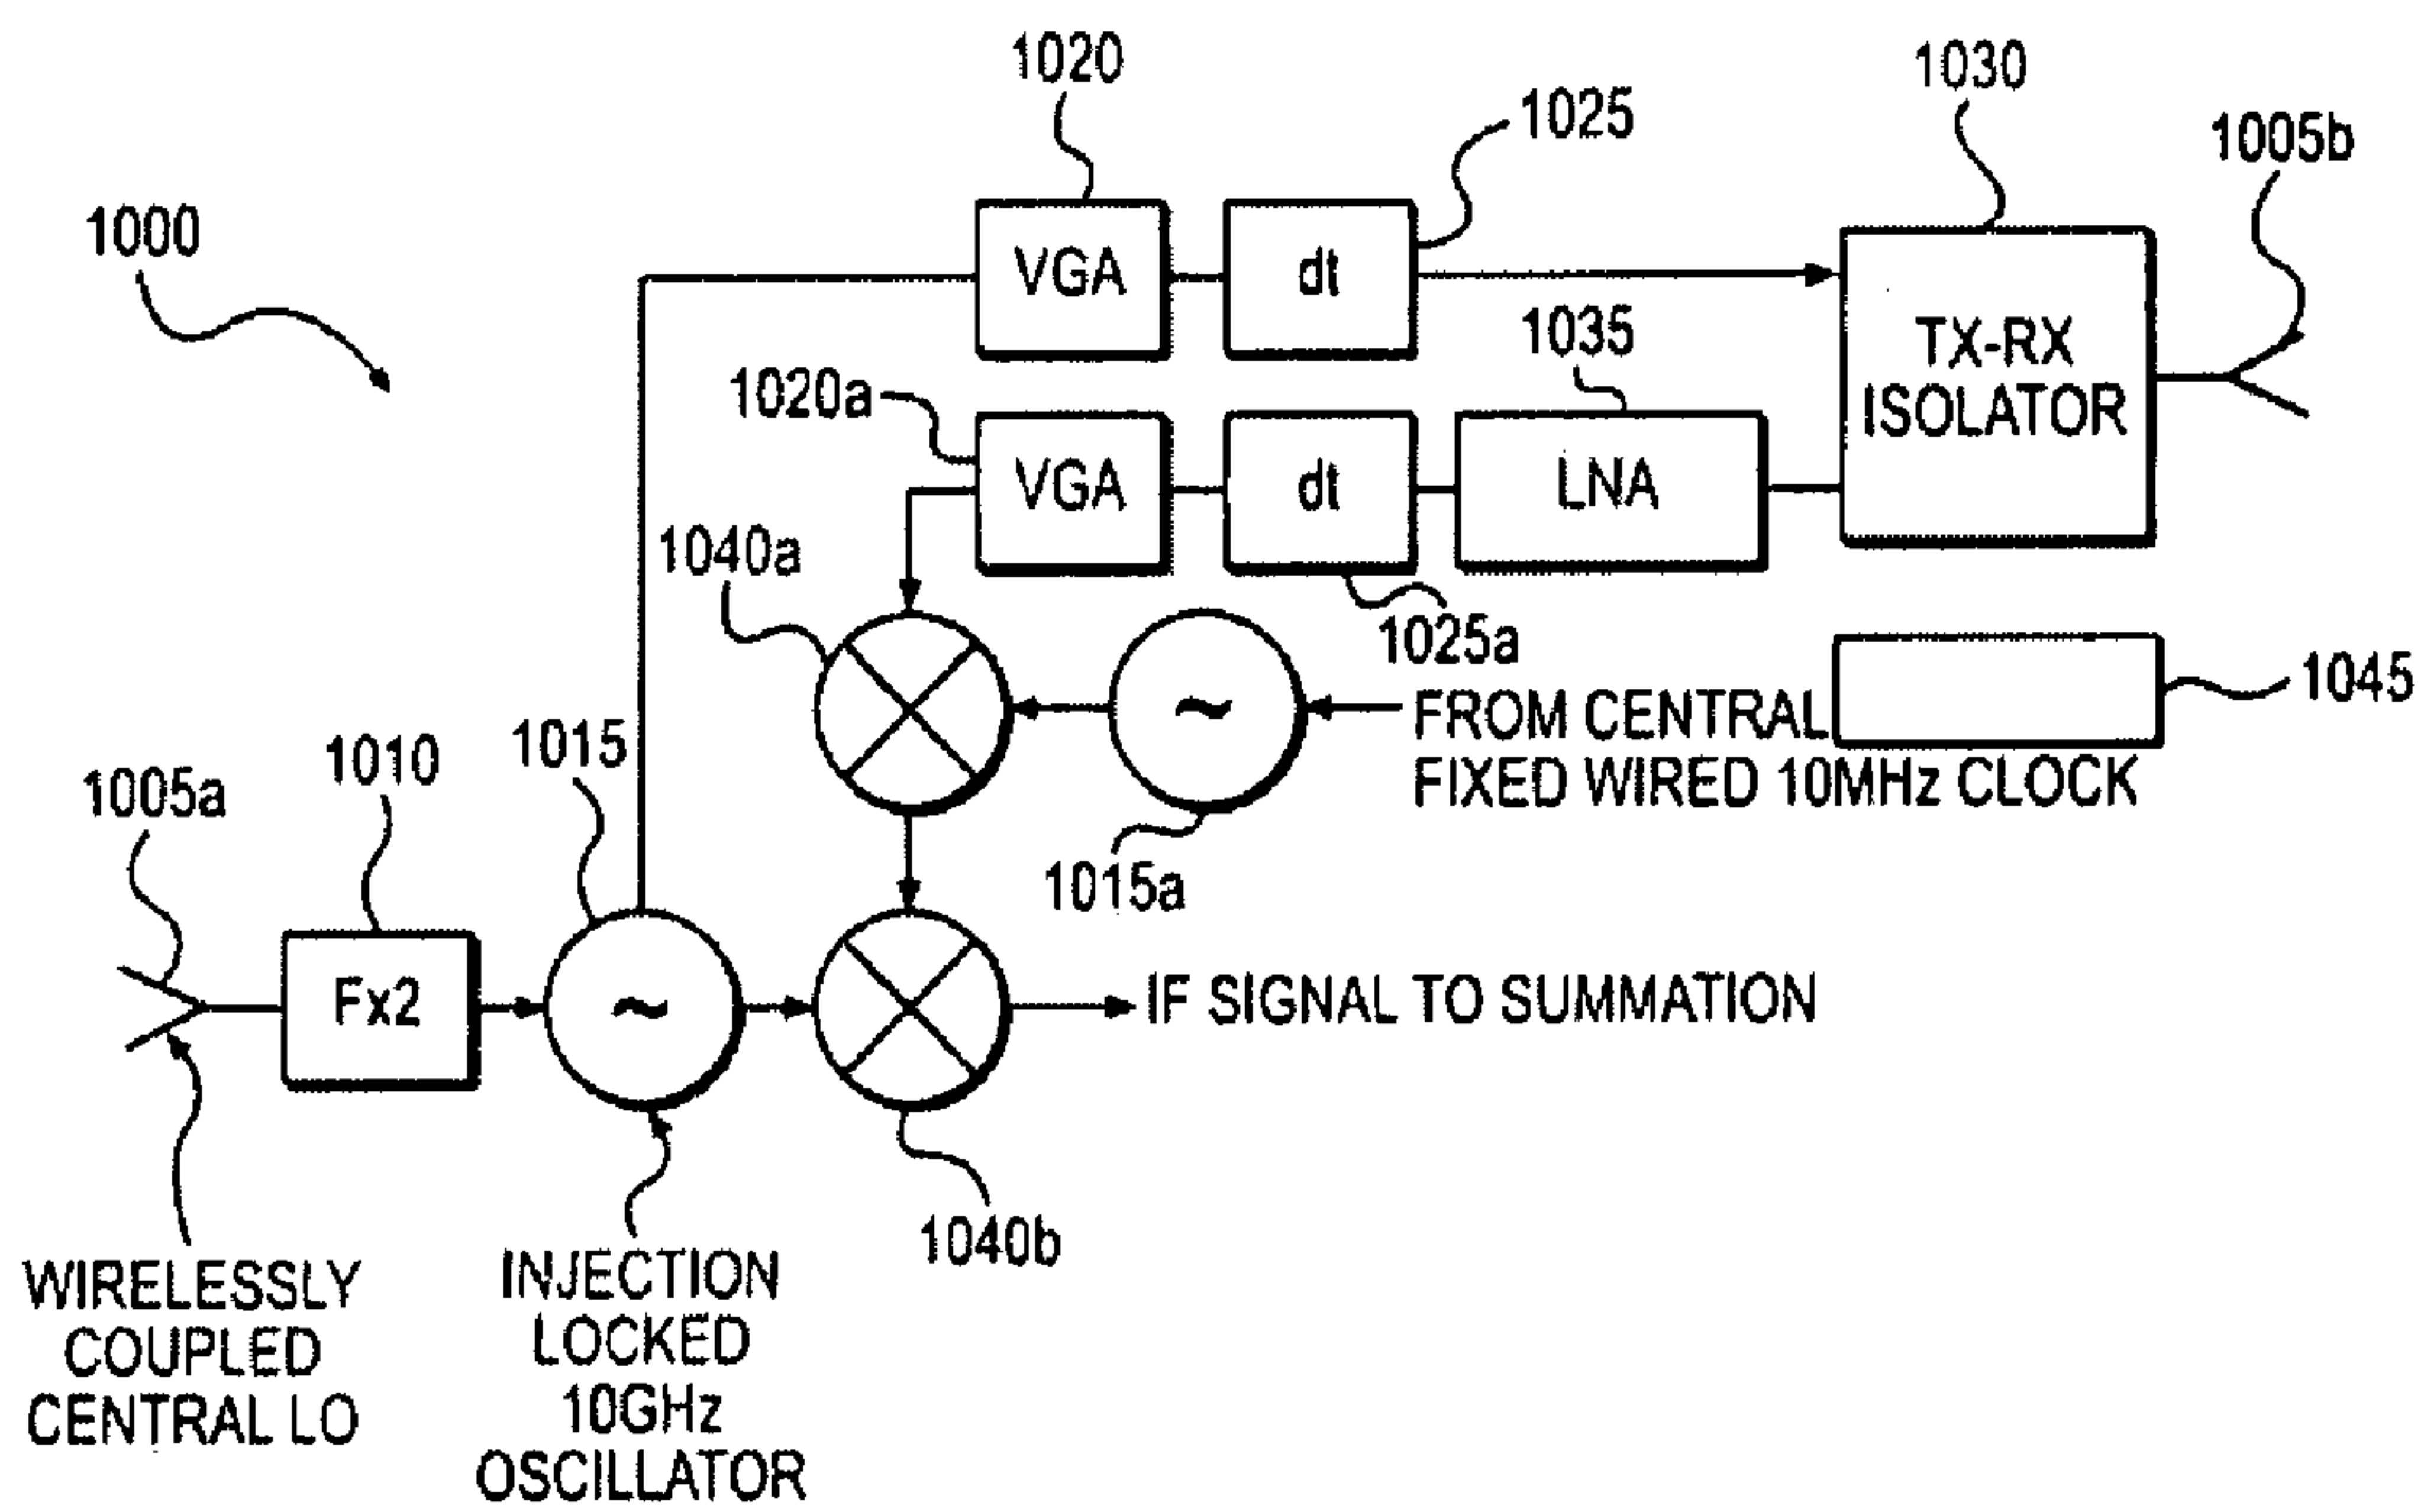 1020
1030
1025
1005b
1000
VGA
dt
1035
TX-RX
ISOLATOR
1020a
VGA
dt
LNA
1040a
1025a
1045
FROM CENTRAL
FIXED WIRED 10MHz CLOCK
~
1015
1010
1005a
1015a
Fx2
~
IF SIGNAL TO SUMMATION
1040b
WIRELESSLY
COUPLED
CENTRAL LO
INJECTION
LOCKED
10GHz
OSCILLATOR